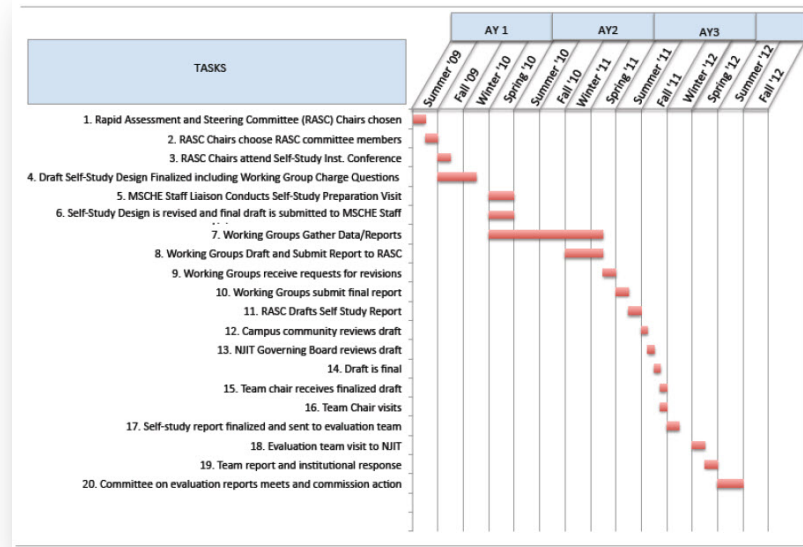 AY 1
AY2
AY3
TASKS
Summer '09
Fall '09
Winter '10
Spring '10
Summer '10
Fall '10
Winter '11
Spring '11
Summer '11
Fall '11
Winter '12
Spring '12
Summer '12
Fall '12
1. Rapid Assessment and Steering Committee (RASC) Chairs chosen
2. RASC Chairs choose RASC committee members
3. RASC Chairs attend Self-Study Inst. Conference
4. Draft Self-Study Design Finalized including Working Group Charge Questions
5. MSCHE Staff Liaison Conducts Self-Study Preparation Visit
6. Self-Study Design is revised and final draft is submitted to MSCHE Staff
7. Working Groups Gather Data/Reports
8. Working Groups Draft and Submit Report to RASC
9. Working Groups receive requests for revisions
10. Working Groups submit final report
11. RASC Drafts Self Study Report
12. Campus community reviews draft
13. NJIT Governing Board reviews draft
14. Draft is final
15. Team chair receives finalized draft
16. Team Chair visits
17. Self-study report finalized and sent to evaluation team
18. Evaluation team visit to NJIT
19. Team report and institutional response
20. Committee on evaluation reports meets and commission action